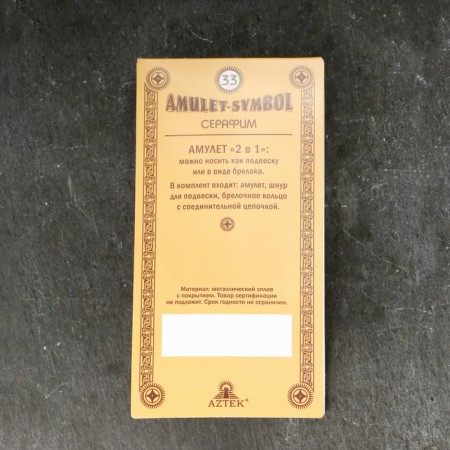 33
AMULET-SYMBOL
СЕРАФИМ
АМУЛЕТ «2 в 1»:
можно носить как подвеску
или в виде брелока.
В комплект входит: амулет, шнур
для подвески, брелочное кольцо
с соединительной цепочкой.
Материал: металлический сплав
с покрытием. Товар сертификации
не подлежит. Срок годности не ограничен.
AZTEK®